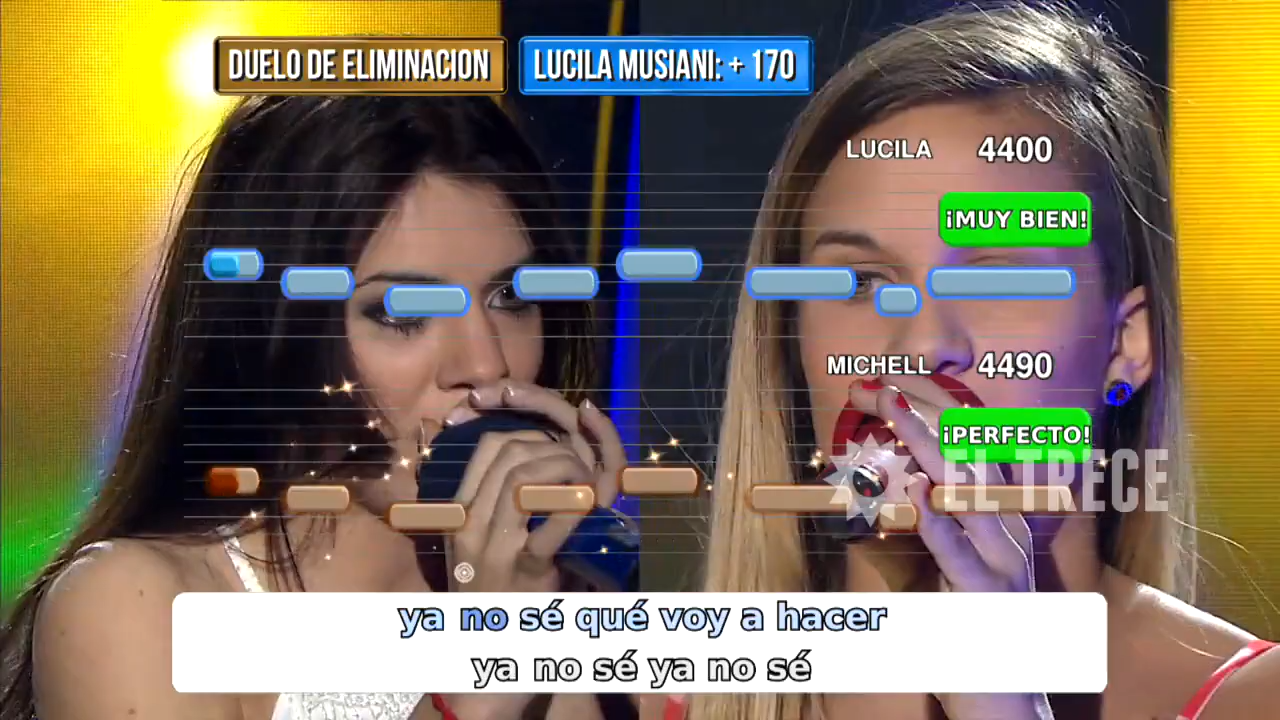 DUELO DE ELIMINACION
LUCILA MUSIANI: + 170
LUCILA 4400
¡MUY BIEN!
MICHELL 4490
¡PERFECTO!
EL TRECE
ya no sé qué voy a hacer
ya no sé ya no sé